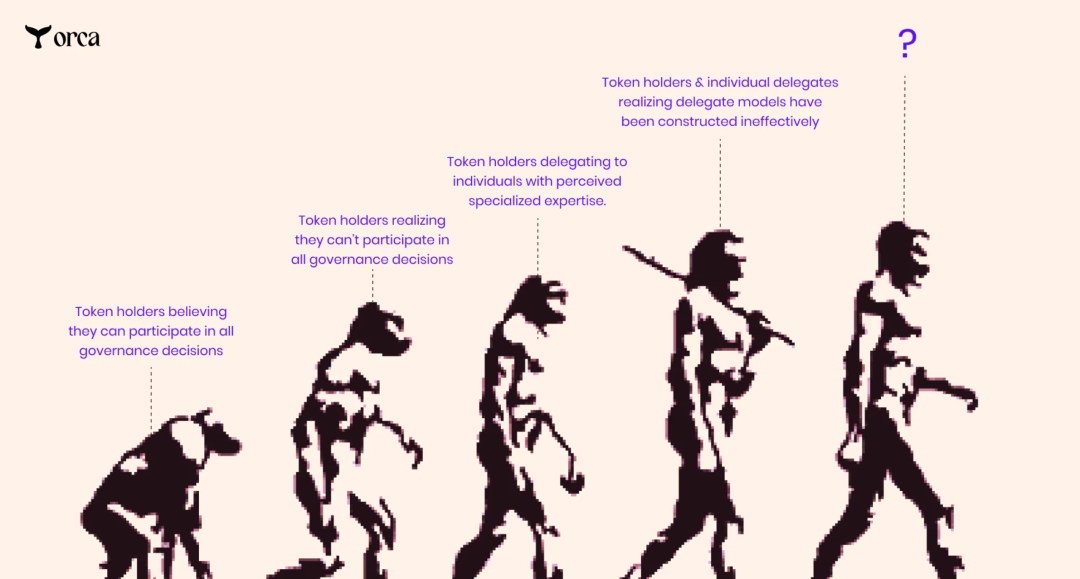 orca
?
Token holders & individual delegates
realizing delegate models have
been constructed ineffectively
Token holders delegating to
individuals with perceived
specialized expertise.
Token holders realizing
they can't participate in
all governance decisions
Token holders believing
they can participate in all
governance decisions